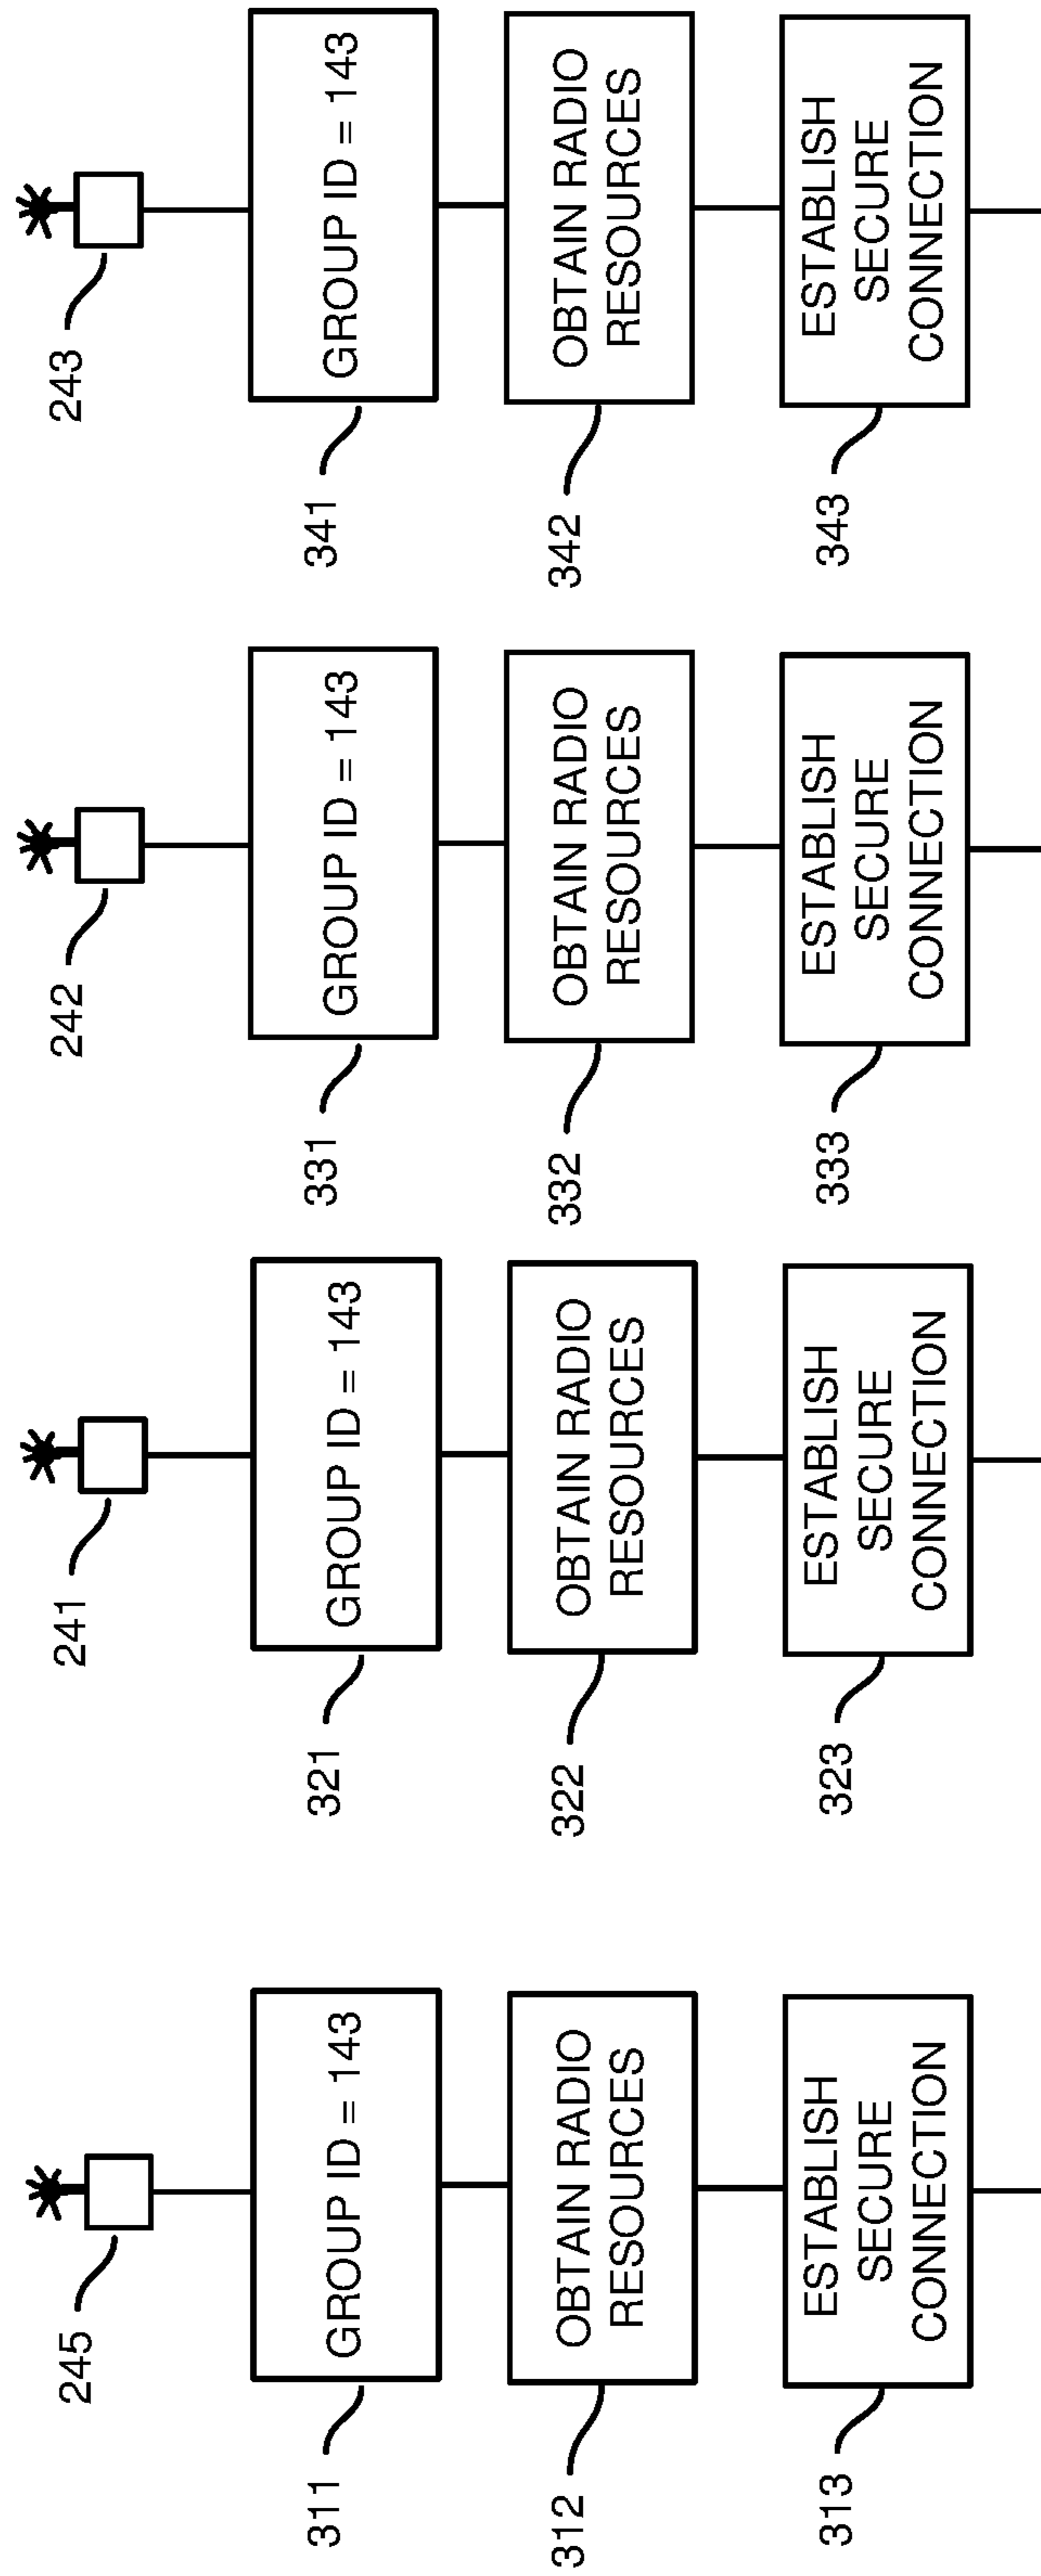 245
311
GROUP ID = 143
312
OBTAIN RADIO
RESOURCES
313
ESTABLISH
SECURE
CONNECTION
241
321
GROUP ID = 143
322
OBTAIN RADIO
RESOURCES
323
ESTABLISH
SECURE
CONNECTION
242
331
GROUP ID = 143
332
OBTAIN RADIO
RESOURCES
333
ESTABLISH
SECURE
CONNECTION
243
341
GROUP ID = 143
342
OBTAIN RADIO
RESOURCES
343
ESTABLISH
SECURE
CONNECTION